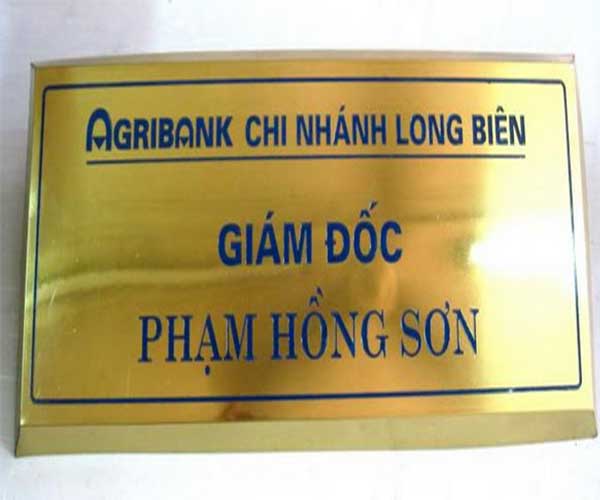 AGRIBANK CHI NHÁNH LONG BIÊN
GIÁM ĐỐC
PHẠM HỒNG SƠN